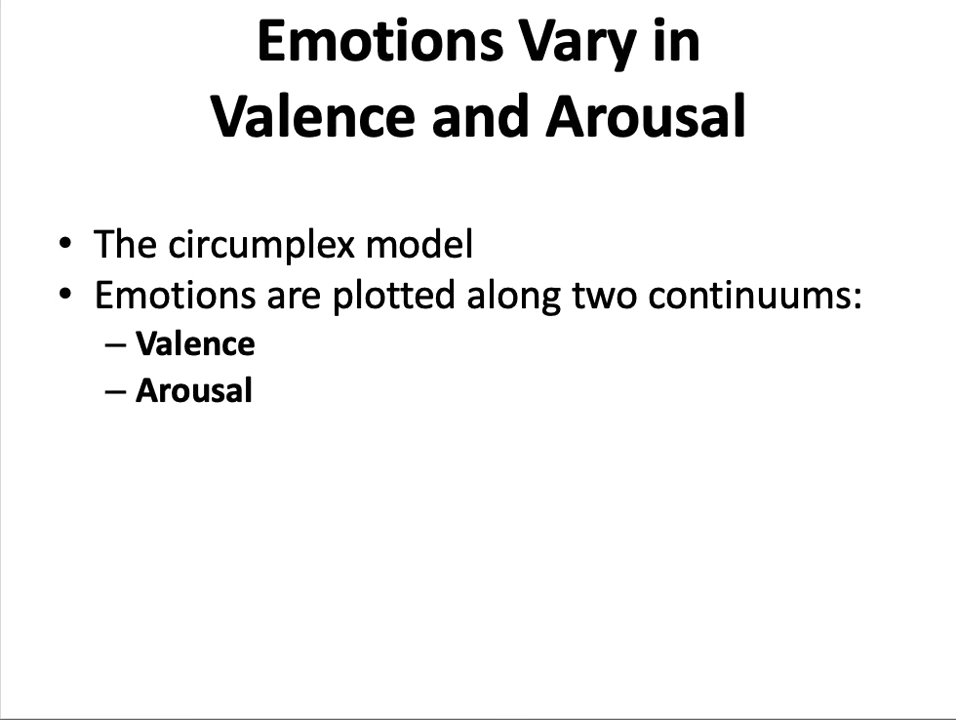 Emotions Vary in
Valence and Arousal
• The circumplex model
• Emotions are plotted along two continuums:
– Valence
– Arousal